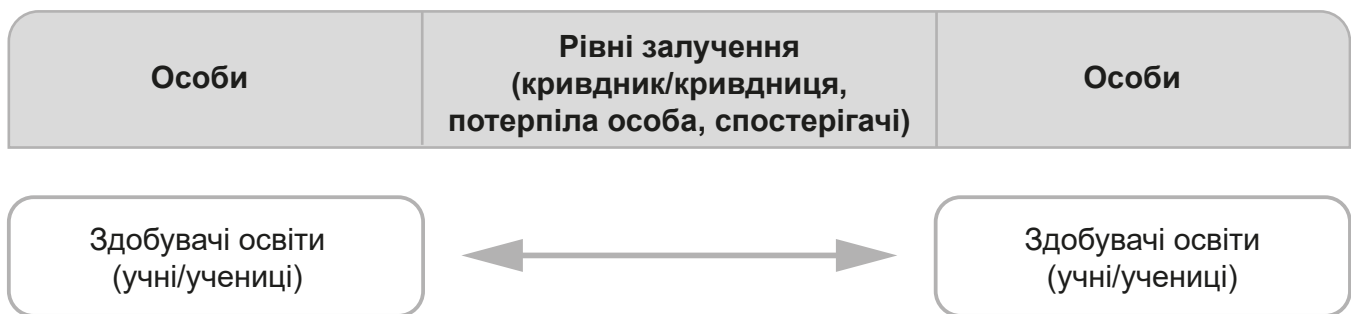 Особи
Рівні залучення
(кривдник/кривдниця,
потерпіла особа, спостерігачі)
Особи
Здобувачі освіти
(учні/учениці)
Здобувачі освіти
(учні/учениці)